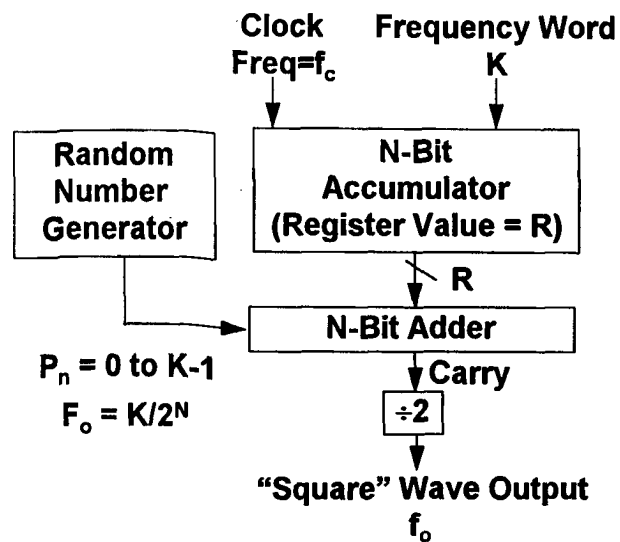 Clock
Freq=fc
Frequency Word
K
Random
Number
Generator
N-Bit
Accumulator
(Register Value = R)
R
N-Bit Adder
Pn = 0 to K-1
Fo = K/2^N
Carry
÷2
“Square” Wave Output
fo